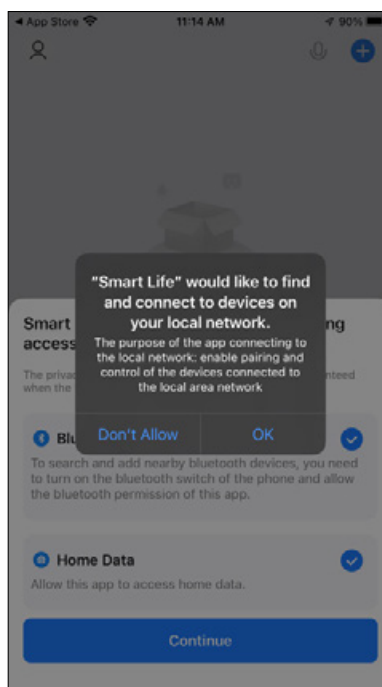 App Store 11:14 AM 90%
"Smart Life" would like to find
and connect to devices on
your local network.
The purpose of the app connecting to
the local network: enable pairing and
control of the devices connected to
the local area network
Don't Allow OK
Smart ng
access
The privac nteed
when the
Blu
To search and add nearby bluetooth devices, you need
to turn on the bluetooth switch of the phone and allow
the bluetooth permission of this app.
Home Data
Allow this app to access home data.
Continue